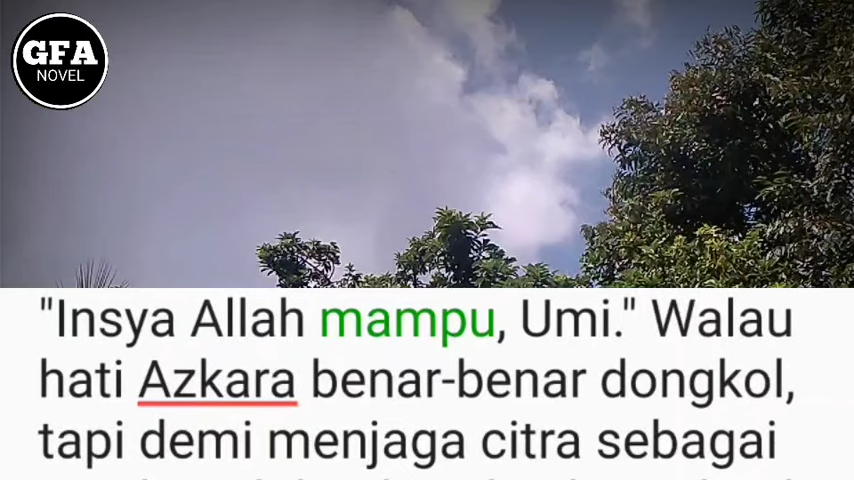 GFA
NOVEL
"Insya Allah mampu, Umi." Walau
hati Azkara benar-benar dongkol,
tapi demi menjaga citra sebagai